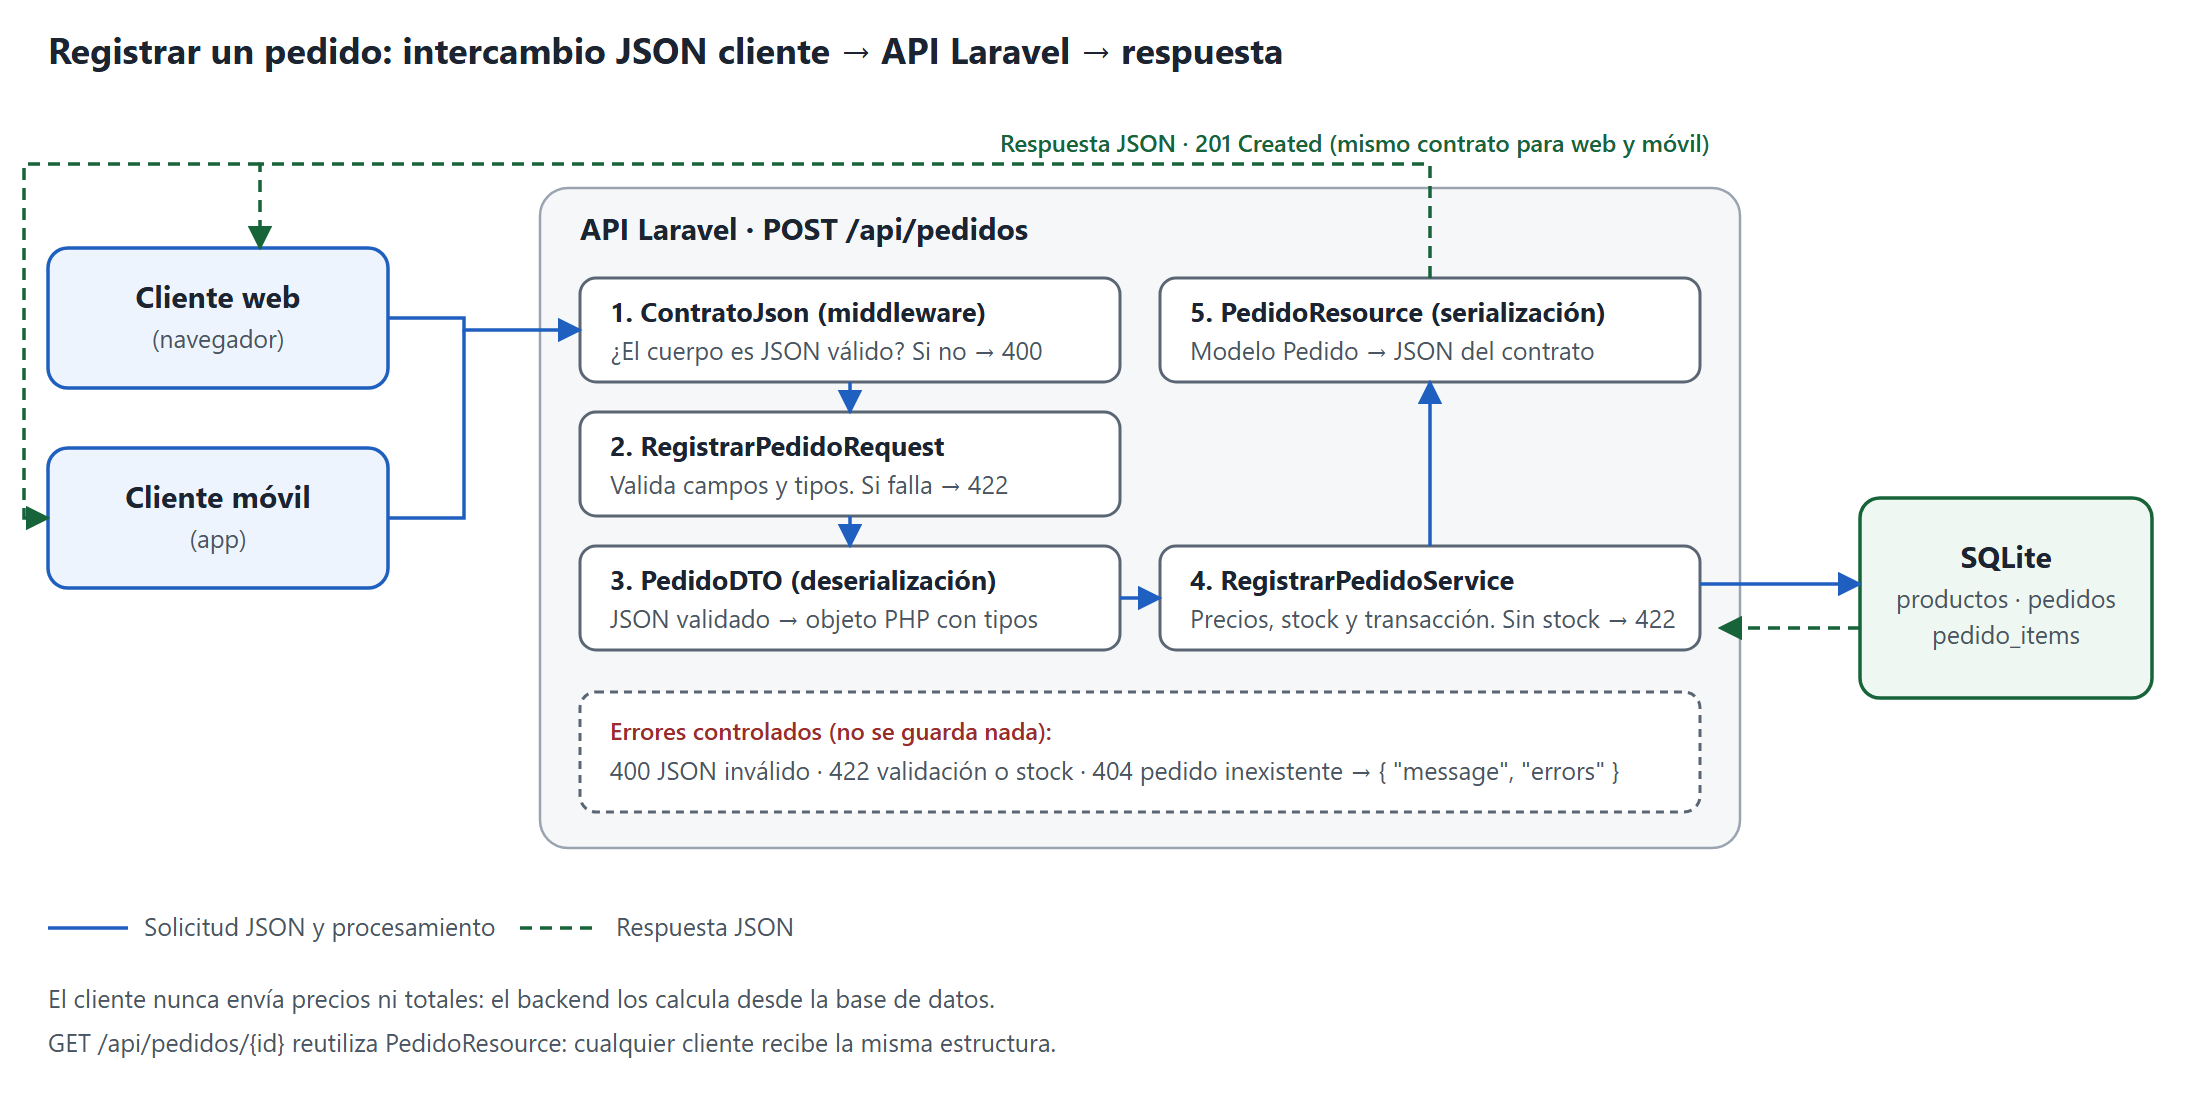 Registrar un pedido: intercambio JSON cliente → API Laravel → respuesta
Respuesta JSON · 201 Created (mismo contrato para web y móvil)
Cliente web
(navegador)
Cliente móvil
(app)
API Laravel · POST /api/pedidos
1. ContratoJson (middleware)
¿El cuerpo es JSON válido? Si no → 400
2. RegistrarPedidoRequest
Valida campos y tipos. Si falla → 422
3. PedidoDTO (deserialización)
JSON validado → objeto PHP con tipos
4. RegistrarPedidoService
Precios, stock y transacción. Sin stock → 422
5. PedidoResource (serialización)
Modelo Pedido → JSON del contrato
SQLite
productos · pedidos
pedido_items
Errores controlados (no se guarda nada):
400 JSON inválido · 422 validación o stock · 404 pedido inexistente → { "message", "errors" }
Solicitud JSON y procesamiento
Respuesta JSON
El cliente nunca envía precios ni totales: el backend los calcula desde la base de datos.
GET /api/pedidos/{id} reutiliza PedidoResource: cualquier cliente recibe la misma estructura.